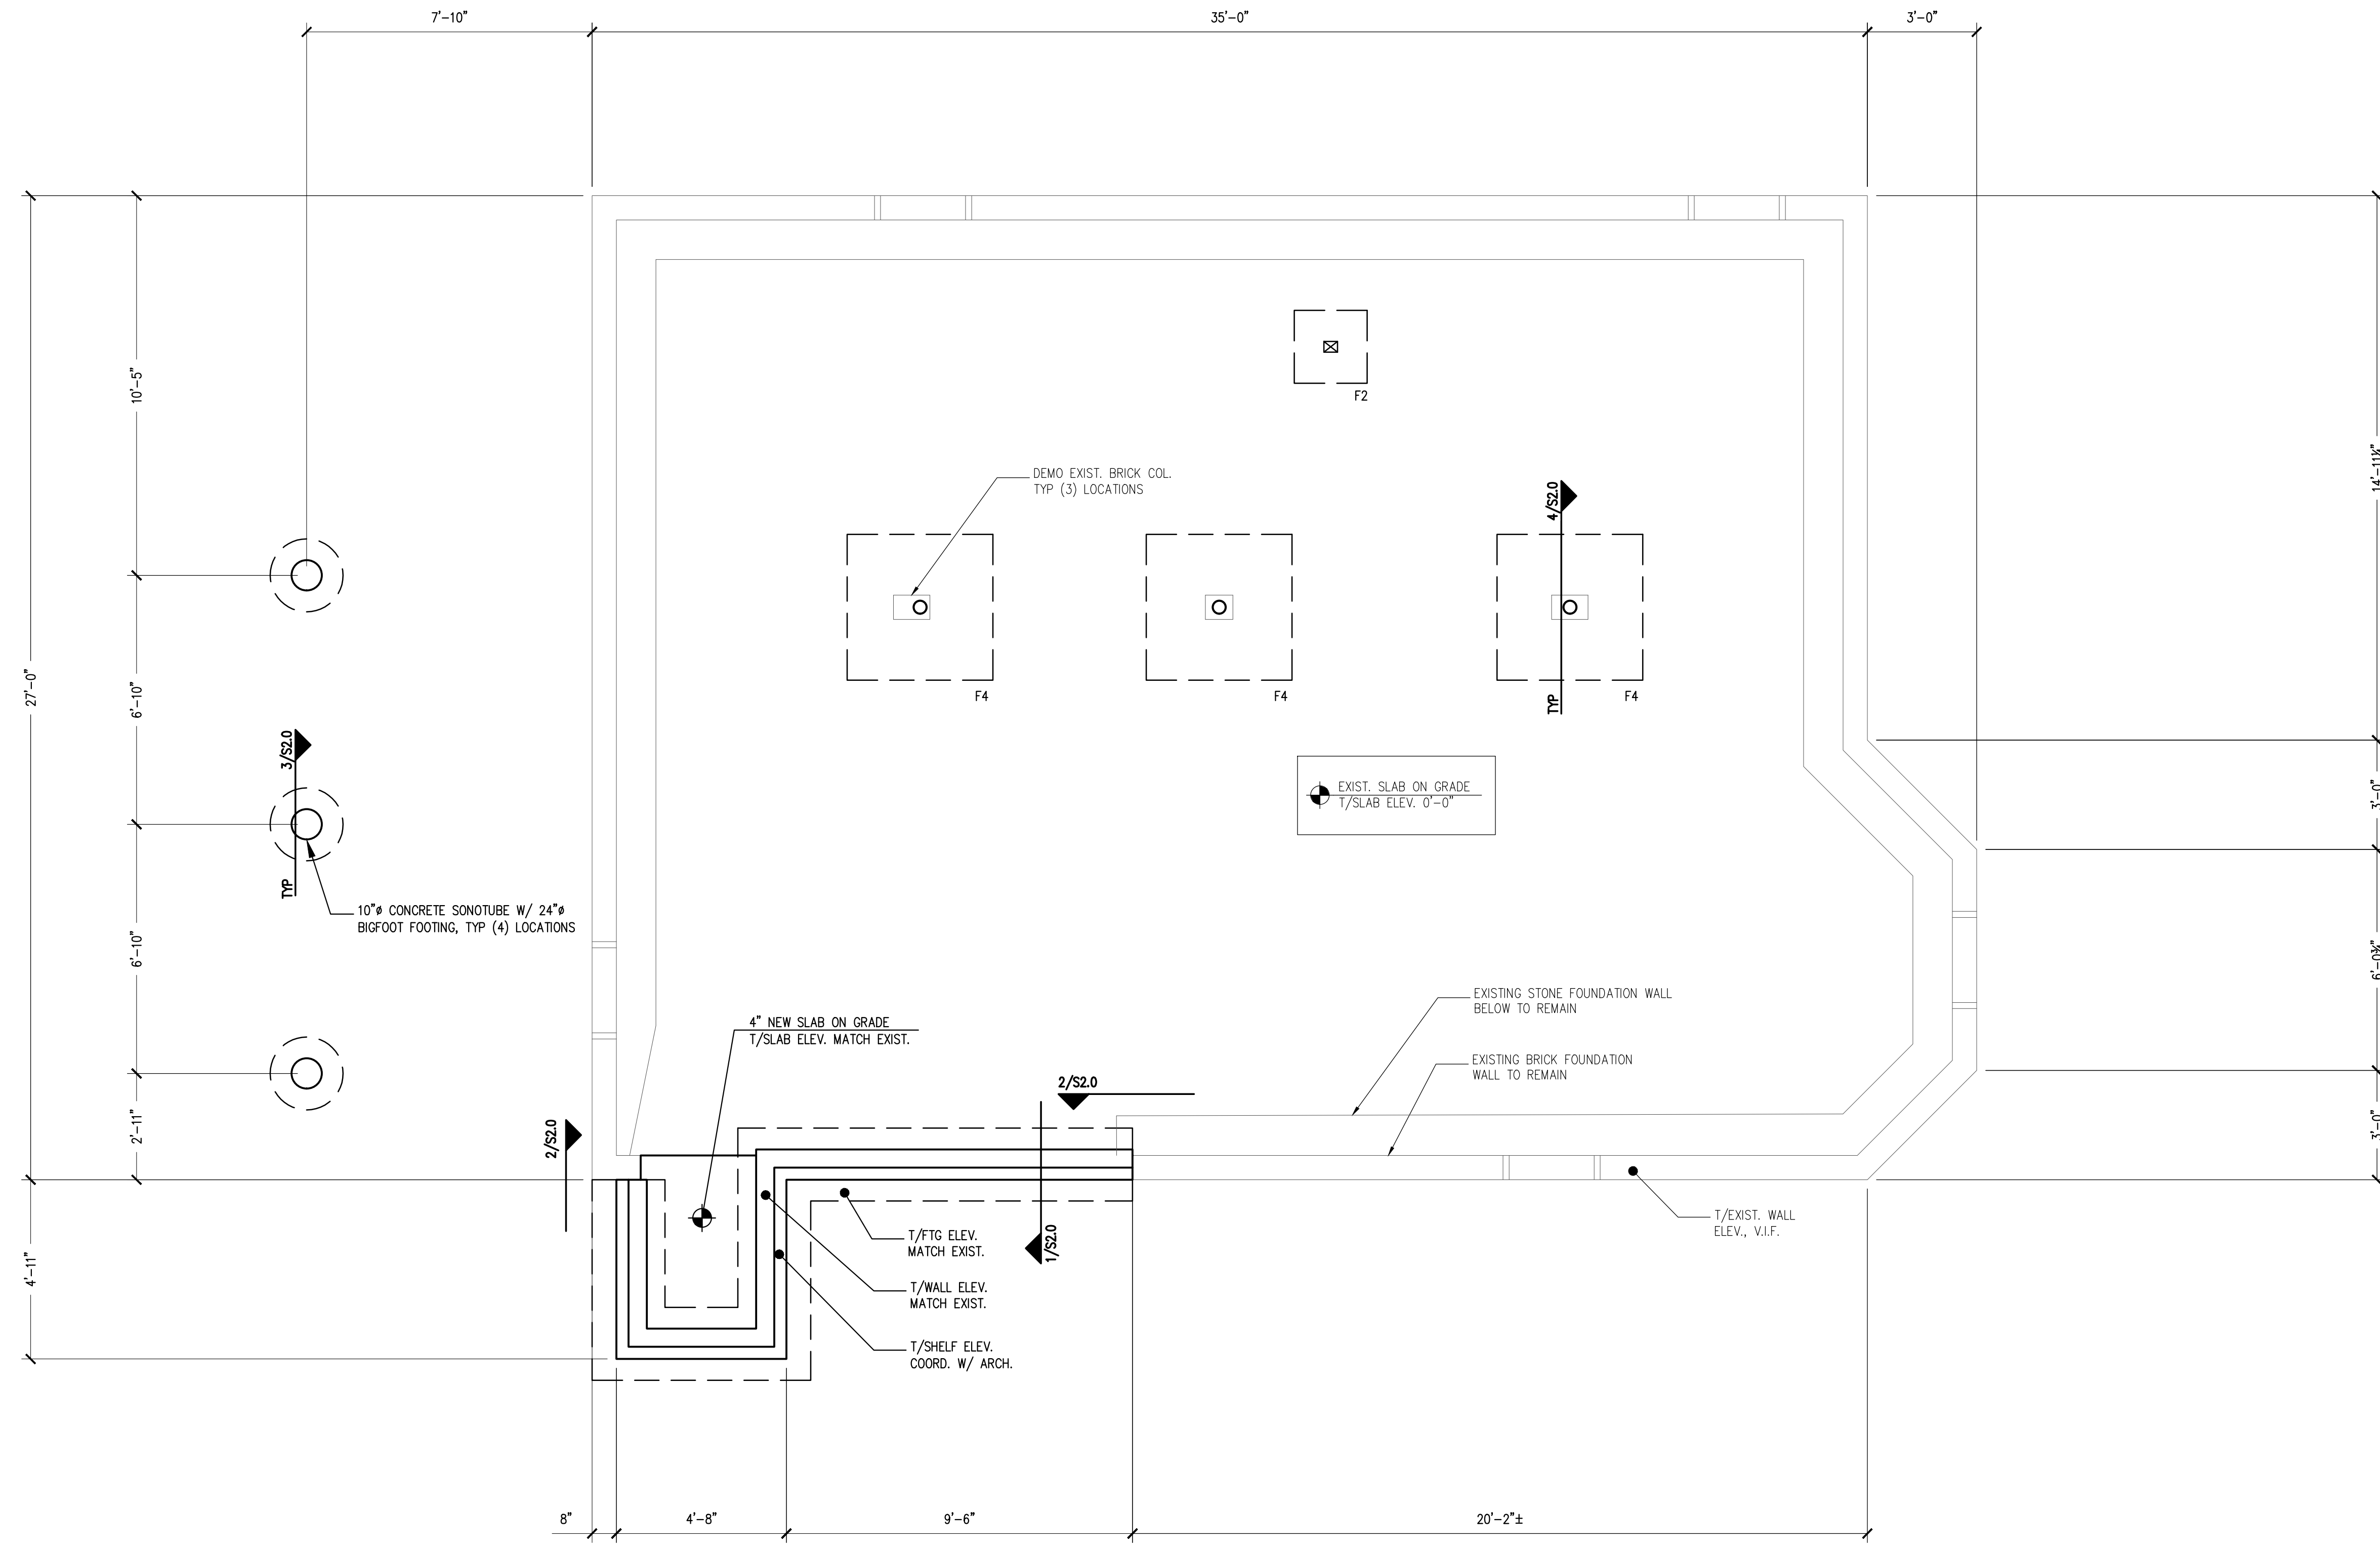 7'-10"
35'-0"
3'-0"
10'-5"
6'-10"
6'-10"
2'-11"
27'-0"
4'-11"
14'-11¼"
3'-0"
6'-0¾"
3'-0"
F2
DEMO EXIST. BRICK COL.
TYP (3) LOCATIONS
4/S2.0
TYP
F4
F4
F4
3/S2.0
TYP
EXIST. SLAB ON GRADE
T/SLAB ELEV. 0'-0"
10"ø CONCRETE SONOTUBE W/ 24"ø
BIGFOOT FOOTING, TYP (4) LOCATIONS
4" NEW SLAB ON GRADE
T/SLAB ELEV. MATCH EXIST.
EXISTING STONE FOUNDATION WALL
BELOW TO REMAIN
EXISTING BRICK FOUNDATION
WALL TO REMAIN
2/S2.0
2/S2.0
1/S2.0
T/FTG ELEV.
MATCH EXIST.
T/WALL ELEV.
MATCH EXIST.
T/SHELF ELEV.
COORD. W/ ARCH.
T/EXIST. WALL
ELEV., V.I.F.
8"
4'-8"
9'-6"
20'-2"±